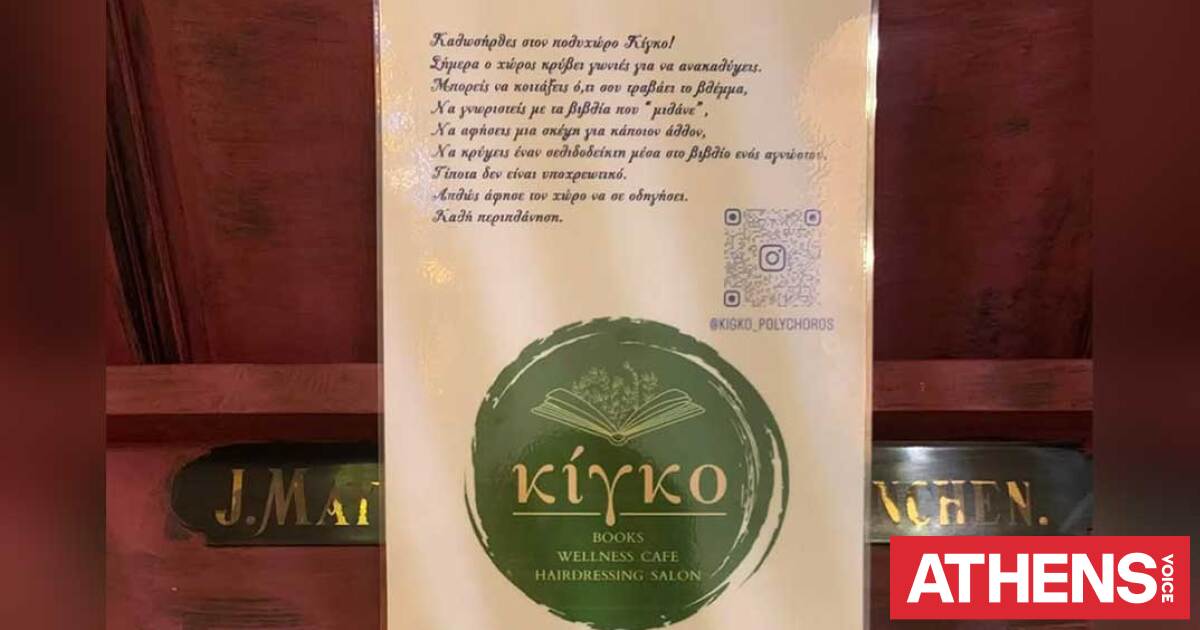 Καλωσήρθες στον πολυχώρο Κίγκο!
Σήμερα ο χώρος κρύβει γωνιές για να ανακαλύψεις.
Μπορείς να κοιτάξεις ό,τι σου τραβάει το βλέμμα,
Να γνωριστείς με τα βιβλία που “μιλάνε”,
Να αφήσεις μια σκέψη για κάποιον άλλον,
Να κρύψεις έναν σελιδοδείκτη μέσα στο βιβλίο ενός αγνώστου.
Τίποτα δεν είναι υποχρεωτικό.
Απλώς άφησε τον χώρο να σε οδηγήσει.
Καλή περιπλάνηση.
@KIGKO_POLYCHOROS
κίγκο
BOOKS
WELLNESS CAFE
HAIRDRESSING SALON
J.MA
NCHEN.
ATHENS
VOICE